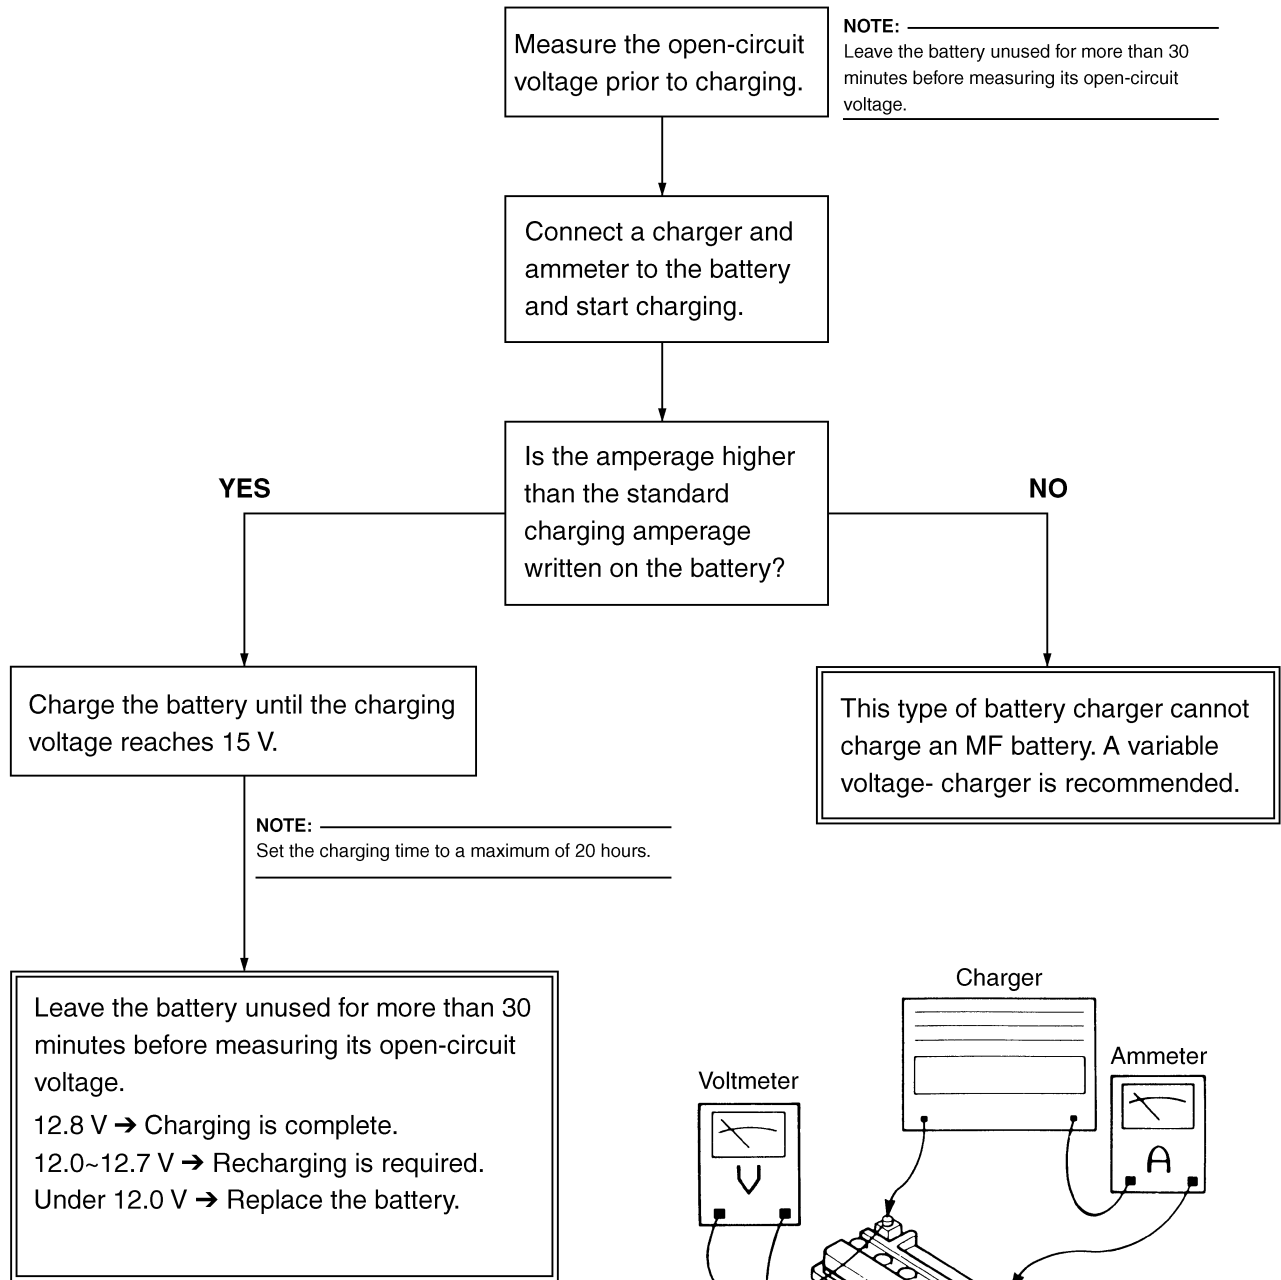 Measure the open-circuit
voltage prior to charging.
NOTE:
Leave the battery unused for more than 30
minutes before measuring its open-circuit
voltage.
Connect a charger and
ammeter to the battery
and start charging.
Is the amperage higher
than the standard
charging amperage
written on the battery?
YES
NO
Charge the battery until the charging
voltage reaches 15 V.
This type of battery charger cannot
charge an MF battery. A variable
voltage- charger is recommended.
NOTE:
Set the charging time to a maximum of 20 hours.
Leave the battery unused for more than 30
minutes before measuring its open-circuit
voltage.
12.8 V ➔ Charging is complete.
12.0~12.7 V ➔ Recharging is required.
Under 12.0 V ➔ Replace the battery.
Charger
Ammeter
Voltmeter
A
V